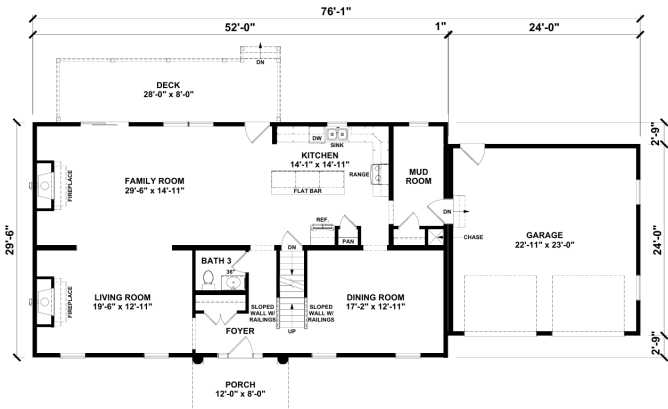 76'-1"
52'-0"
1"
24'-0"
DN
DECK
28'-0" x 8'-0"
2'-9"
DW
SINK
KITCHEN
14'-1" x 14'-11"
RANGE
MUD
ROOM
FLAT BAR
FIREPLACE
FAMILY ROOM
29'-6" x 14'-11"
DN
REF.
PAN
CHASE
GARAGE
22'-11" x 23'-0"
29'-6"
24'-0"
DN
BATH 3
36"
FIREPLACE
LIVING ROOM
19'-6" x 12'-11"
SLOPED
WALL W/
RAILINGS
SLOPED
WALL W/
RAILINGS
DINING ROOM
17'-2" x 12'-11"
FOYER
UP
2'-9"
PORCH
12'-0" x 8'-0"